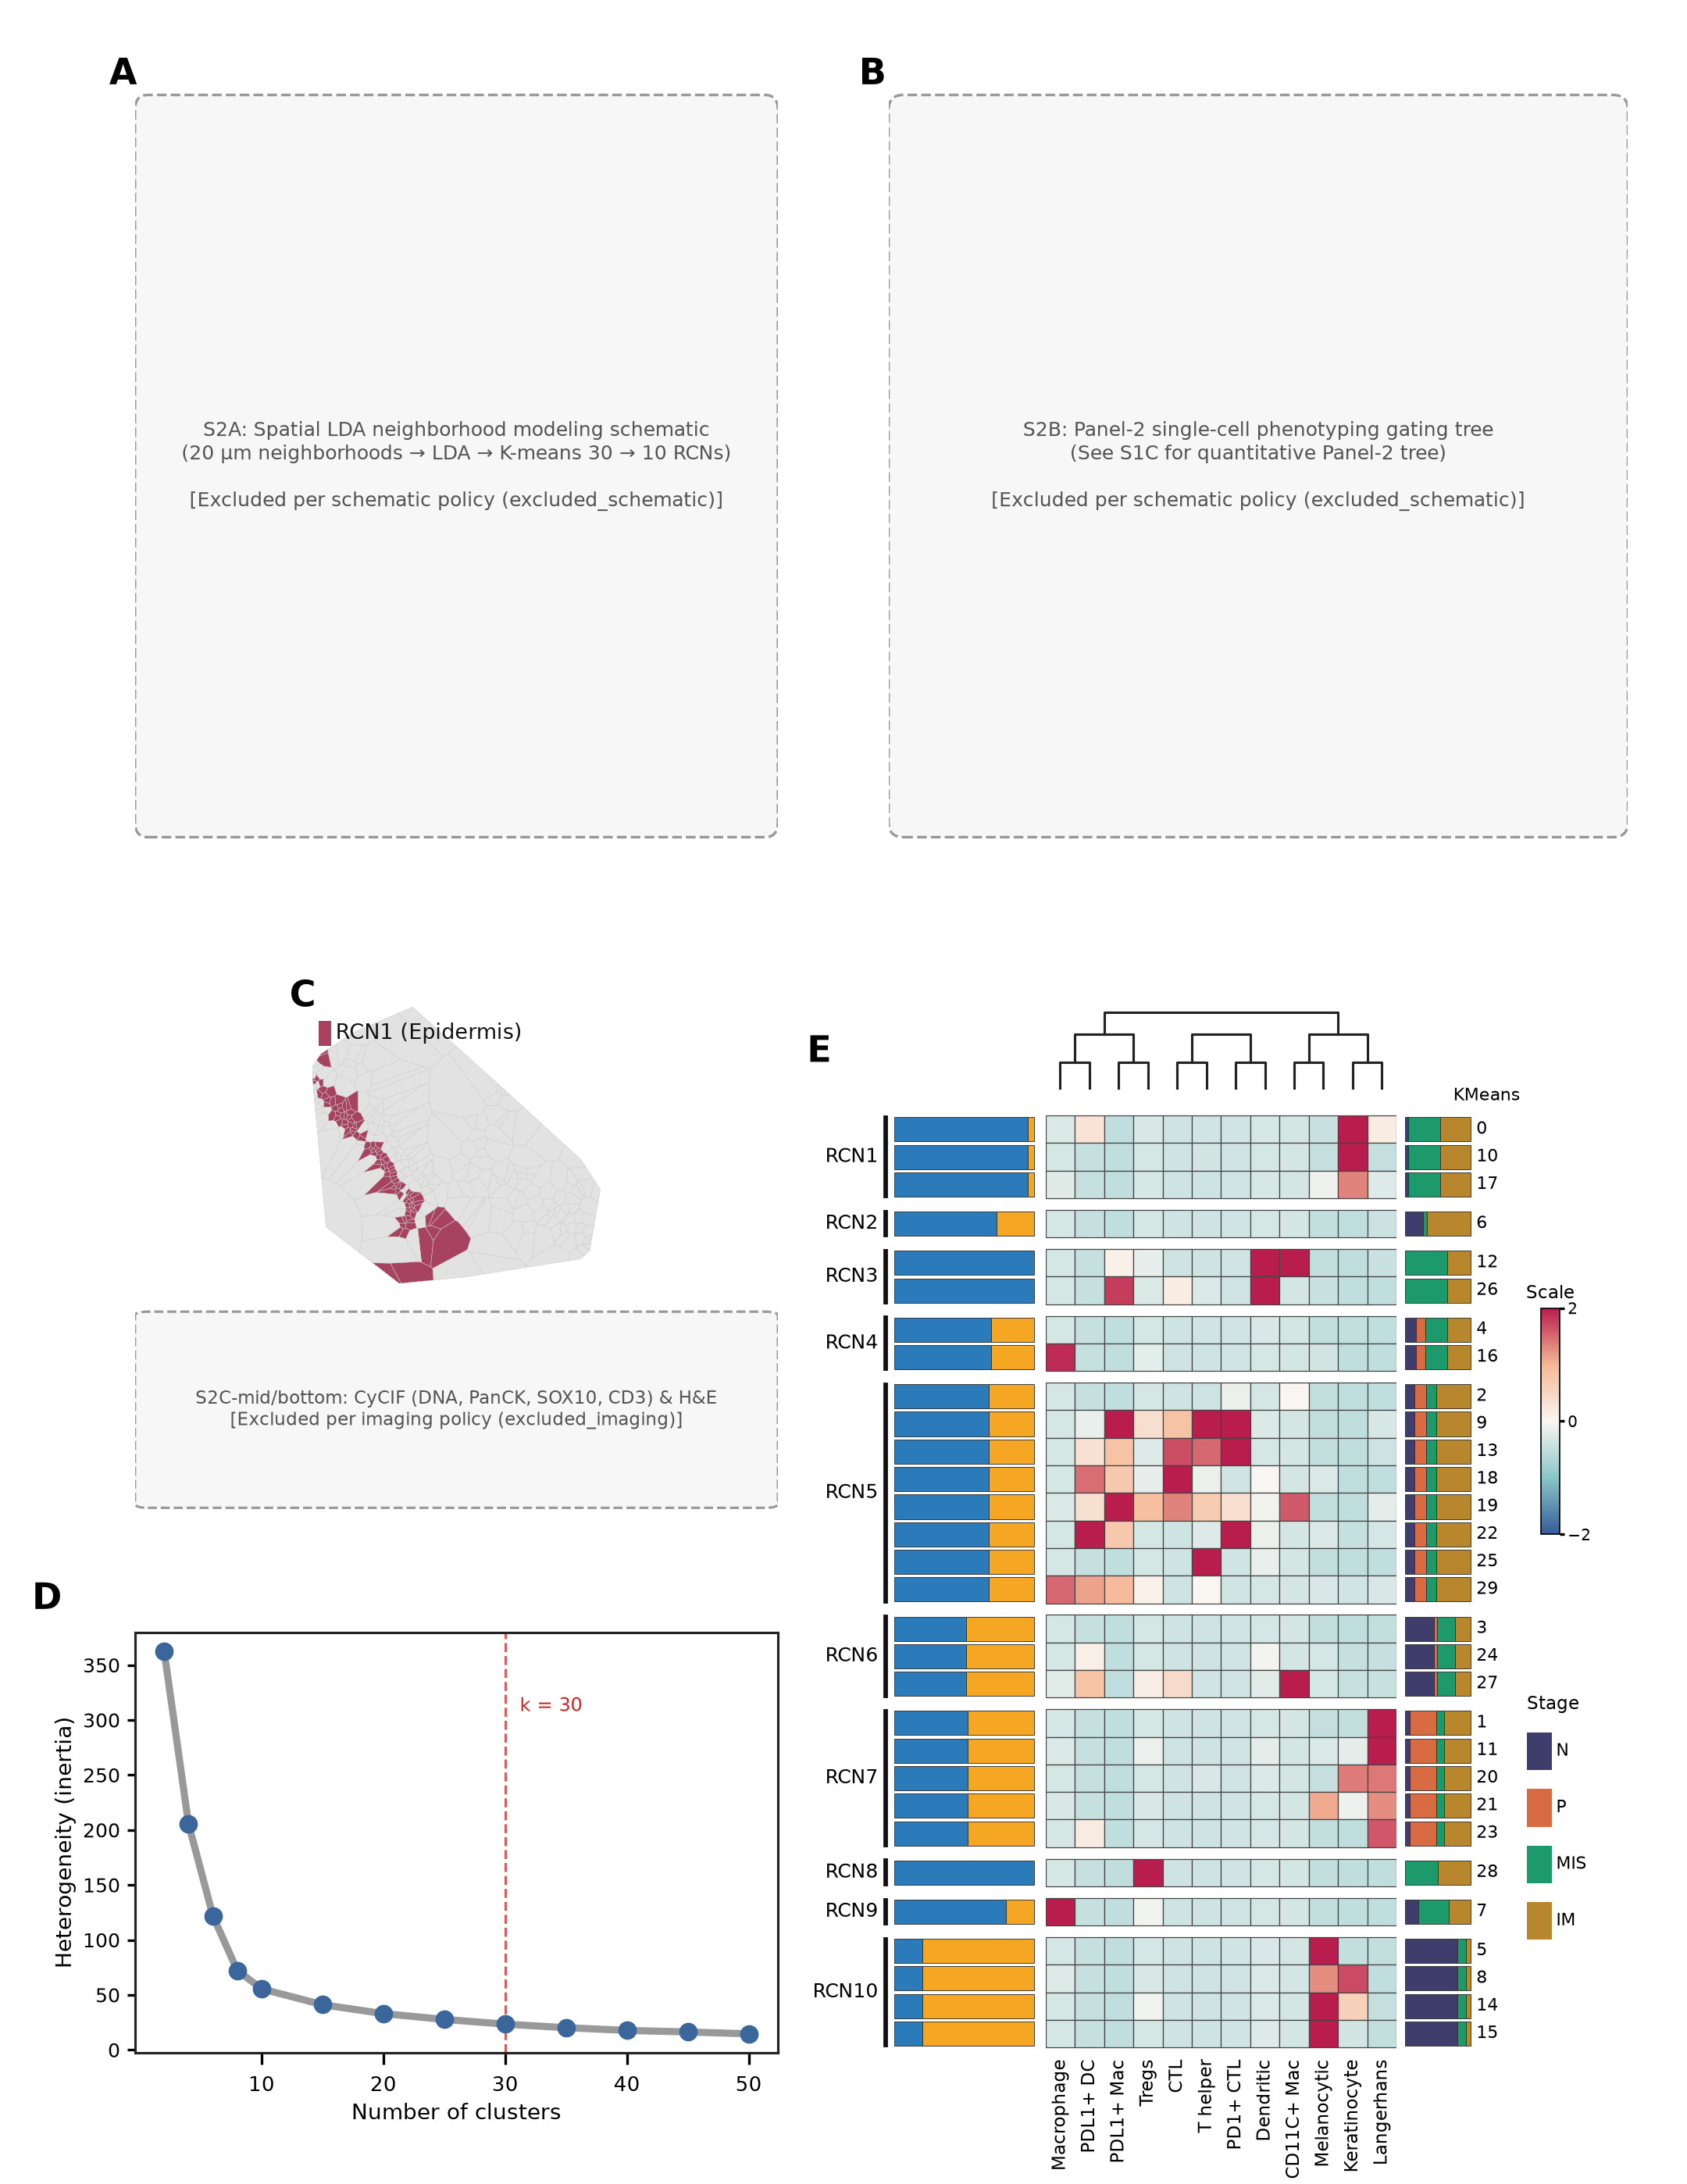 A
B
S2A: Spatial LDA neighborhood modeling schematic
(20 μm neighborhoods → LDA → K-means 30 → 10 RCNs)
[Excluded per schematic policy (excluded_schematic)]
S2B: Panel-2 single-cell phenotyping gating tree
(See S1C for quantitative Panel-2 tree)
[Excluded per schematic policy (excluded_schematic)]
C
RCN1 (Epidermis)
S2C-mid/bottom: CyCIF (DNA, PanCK, SOX10, CD3) & H&E
[Excluded per imaging policy (excluded_imaging)]
D
Heterogeneity (inertia)
350
300
250
200
150
100
50
0
k = 30
10
20
30
40
50
Number of clusters
E
KMeans
RCN1
0
10
17
RCN2
6
RCN3
12
26
RCN4
4
16
RCN5
2
9
13
18
19
22
25
29
RCN6
3
24
27
RCN7
1
11
20
21
23
RCN8
28
RCN9
7
RCN10
5
8
14
15
Macrophage
PDL1+ DC
PDL1+ Mac
Tregs
CTL
T helper
PD1+ CTL
Dendritic
CD11C+ Mac
Melanocytic
Keratinocyte
Langerhans
Scale
2
0
−2
Stage
N
P
MIS
IM